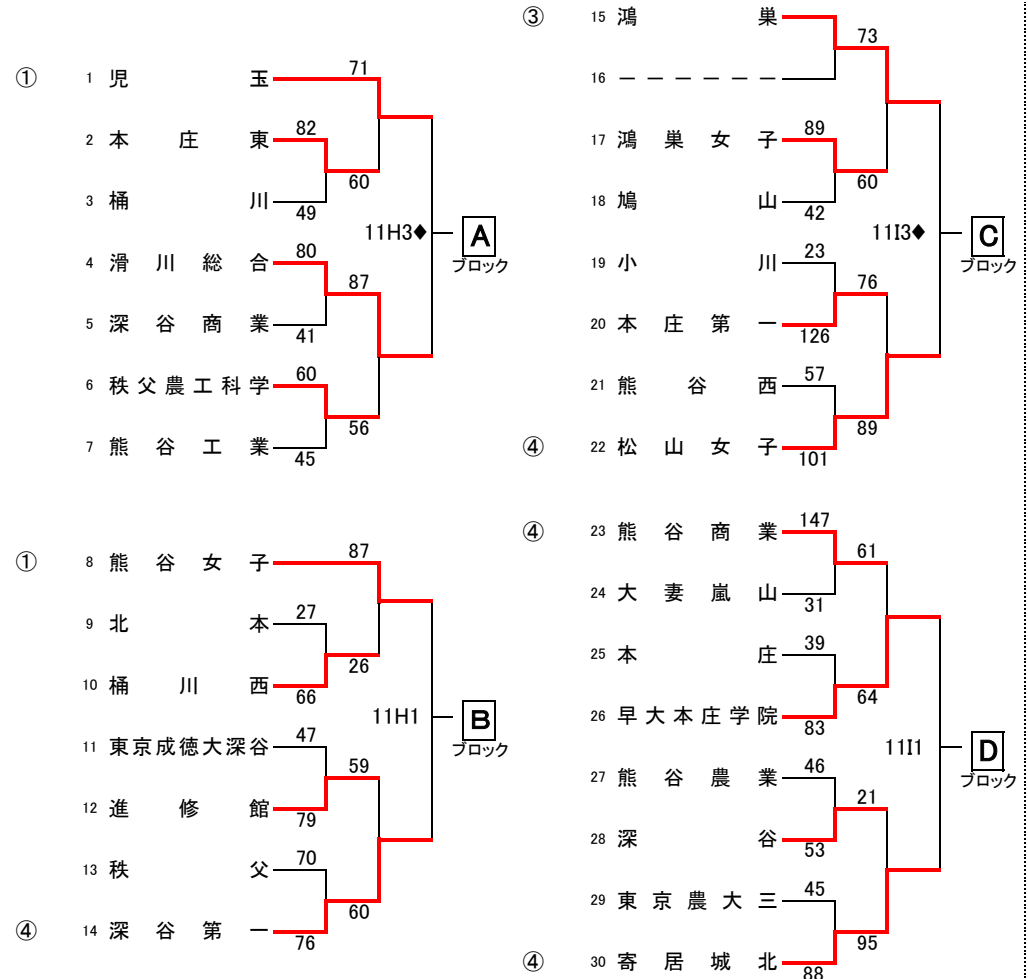 ① 1 児玉 71
2 本庄東 82
60
3 桶川 49
11H3◆ A
ブロック
4 滑川総合 80
87
5 深谷商業 41
6 秩父農工科学 60
56
7 熊谷工業 45
① 8 熊谷女子 87
9 北本 27
26
10 桶川西 66
11H1 B
ブロック
11 東京成徳大深谷 47
59
12 進修館 79
13 秩父 70
60
④ 14 深谷第一 76
③ 15 鴻巣
73
16 ーーーーーー
17 鴻巣女子 89
60
18 鳩山 42
11I3◆ C
ブロック
19 小川 23
76
20 本庄第一 126
21 熊谷西 57
89
④ 22 松山女子 101
④ 23 熊谷商業 147
61
24 大妻嵐山 31
25 本庄 39
64
26 早大本庄学院 83
11I1 D
ブロック
27 熊谷農業 46
21
28 深谷 53
29 東京農大三 45
95
④ 30 寄居城北 88